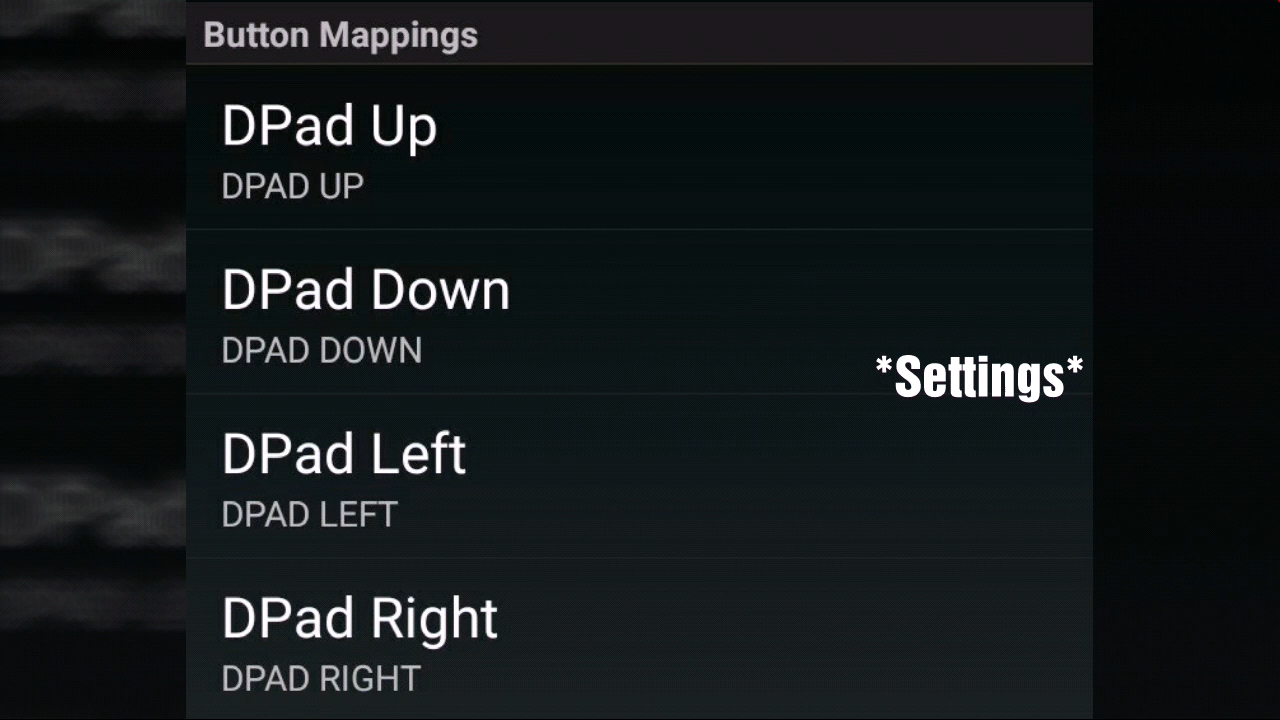 Button Mappings
DPad Up
DPAD UP
DPad Down
DPAD DOWN
*Settings*
DPad Left
DPAD LEFT
DPad Right
DPAD RIGHT